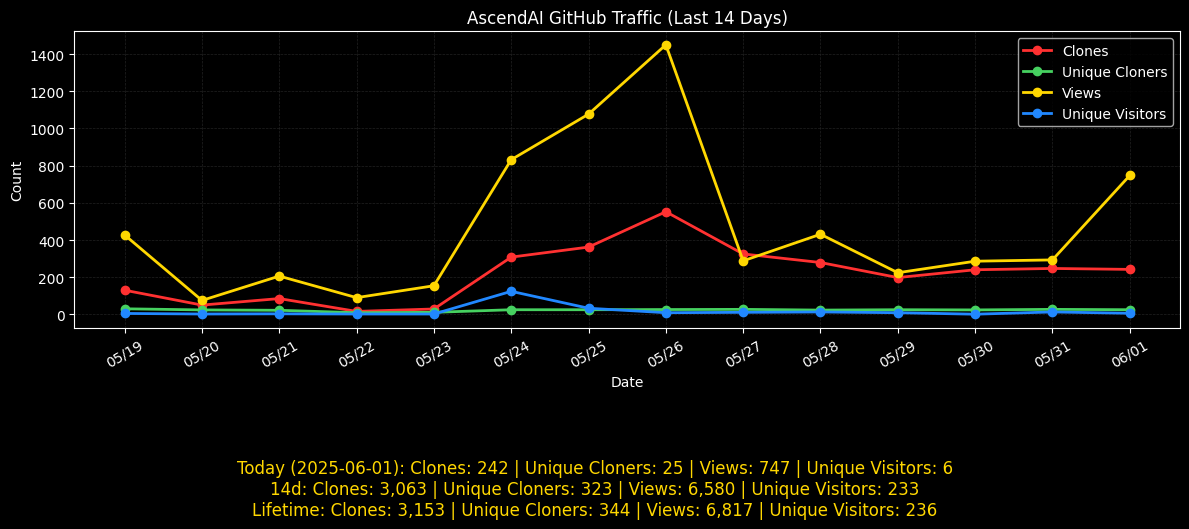 AscendAI GitHub Traffic (Last 14 Days)
Clones
Unique Cloners
Views
Unique Visitors
Count
1400
1200
1000
800
600
400
200
0
05/19 05/20 05/21 05/22 05/23 05/24 05/25 05/26 05/27 05/28 05/29 05/30 05/31 06/01
Date
Today (2025-06-01): Clones: 242 | Unique Cloners: 25 | Views: 747 | Unique Visitors: 6
14d: Clones: 3,063 | Unique Cloners: 323 | Views: 6,580 | Unique Visitors: 233
Lifetime: Clones: 3,153 | Unique Cloners: 344 | Views: 6,817 | Unique Visitors: 236